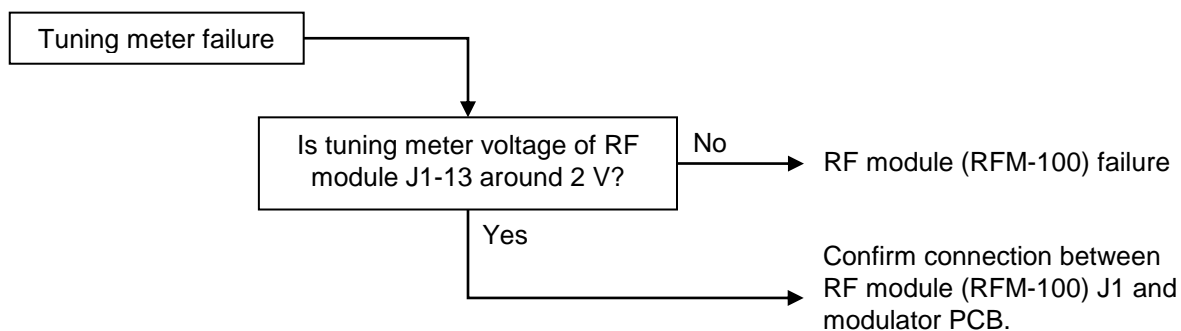 Tuning meter failure
Is tuning meter voltage of RF
module J1-13 around 2 V?
No
RF module (RFM-100) failure
Yes
Confirm connection between
RF module (RFM-100) J1 and
modulator PCB.